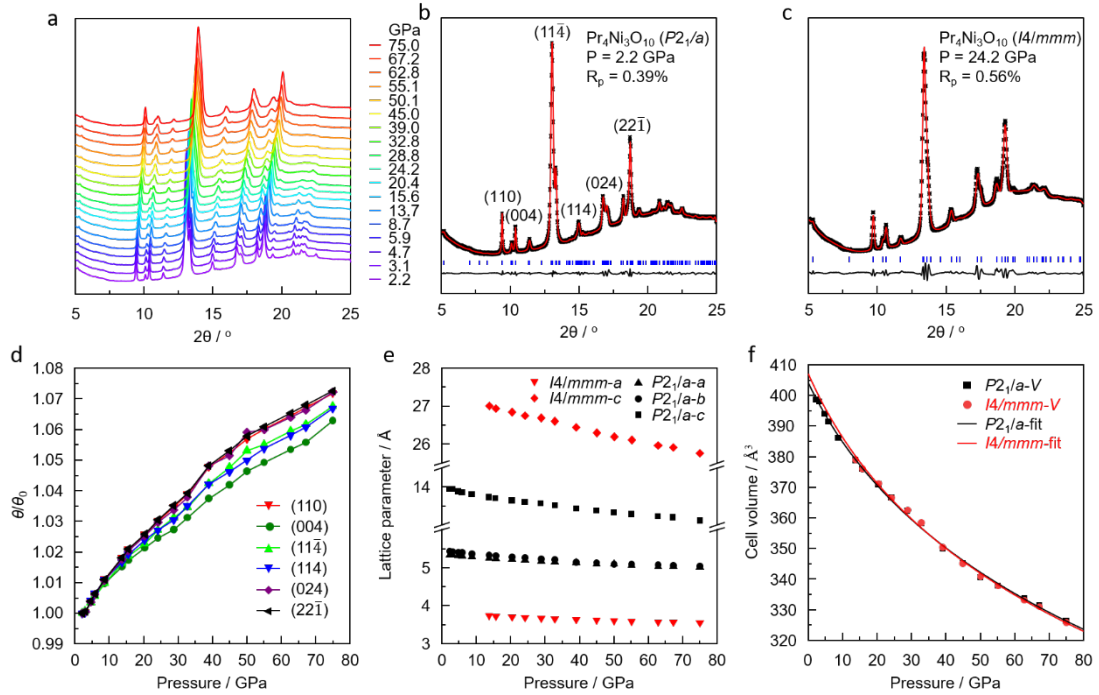 a
GPa
75.0
67.2
62.8
55.1
50.1
45.0
39.0
32.8
28.8
24.2
20.4
15.6
13.7
8.7
5.9
4.7
3.1
2.2
5 10 15 20 25
2θ / °
b
Pr4Ni3O10 (P21/a)
P = 2.2 GPa
Rp = 0.39%
(114̅)
(221̅)
(110)
(004)
(114)
(024)
5 10 15 20 25
2θ / °
c
Pr4Ni3O10 (I4/mmm)
P = 24.2 GPa
Rp = 0.56%
5 10 15 20 25
2θ / °
d
θ/θ0
1.08
1.07
1.06
1.05
1.04
1.03
1.02
1.01
1.00
0.99
(110)
(004)
(114̅)
(114)
(024)
(221̅)
0 10 20 30 40 50 60 70 80
Pressure / GPa
e
Lattice parameter / Å
28
27
26
14
5
3
I4/mmm-a
I4/mmm-c
P21/a-a
P21/a-b
P21/a-c
0 10 20 30 40 50 60 70 80
Pressure / GPa
f
Cell volume / Å3
410
400
390
380
370
360
350
340
330
320
P21/a-V
I4/mmm-V
P21/a-fit
I4/mmm-fit
0 10 20 30 40 50 60 70 80
Pressure / GPa